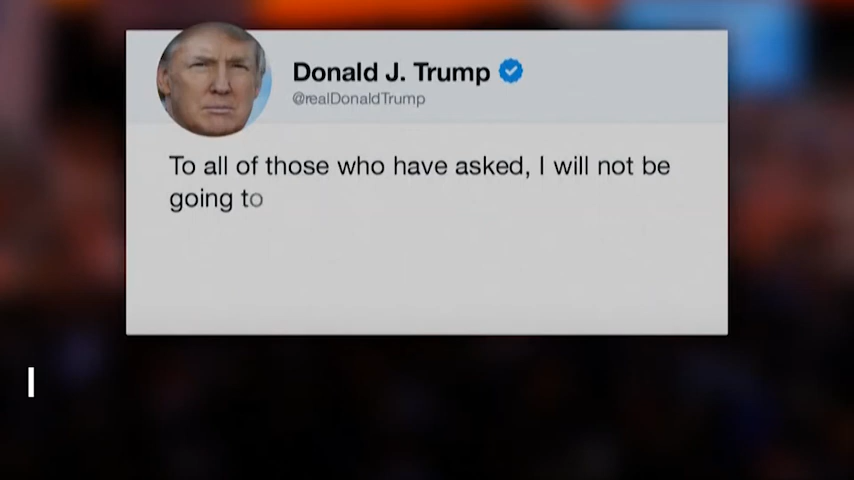 Donald J. Trump
@realDonaldTrump
To all of those who have asked, I will not be
going to